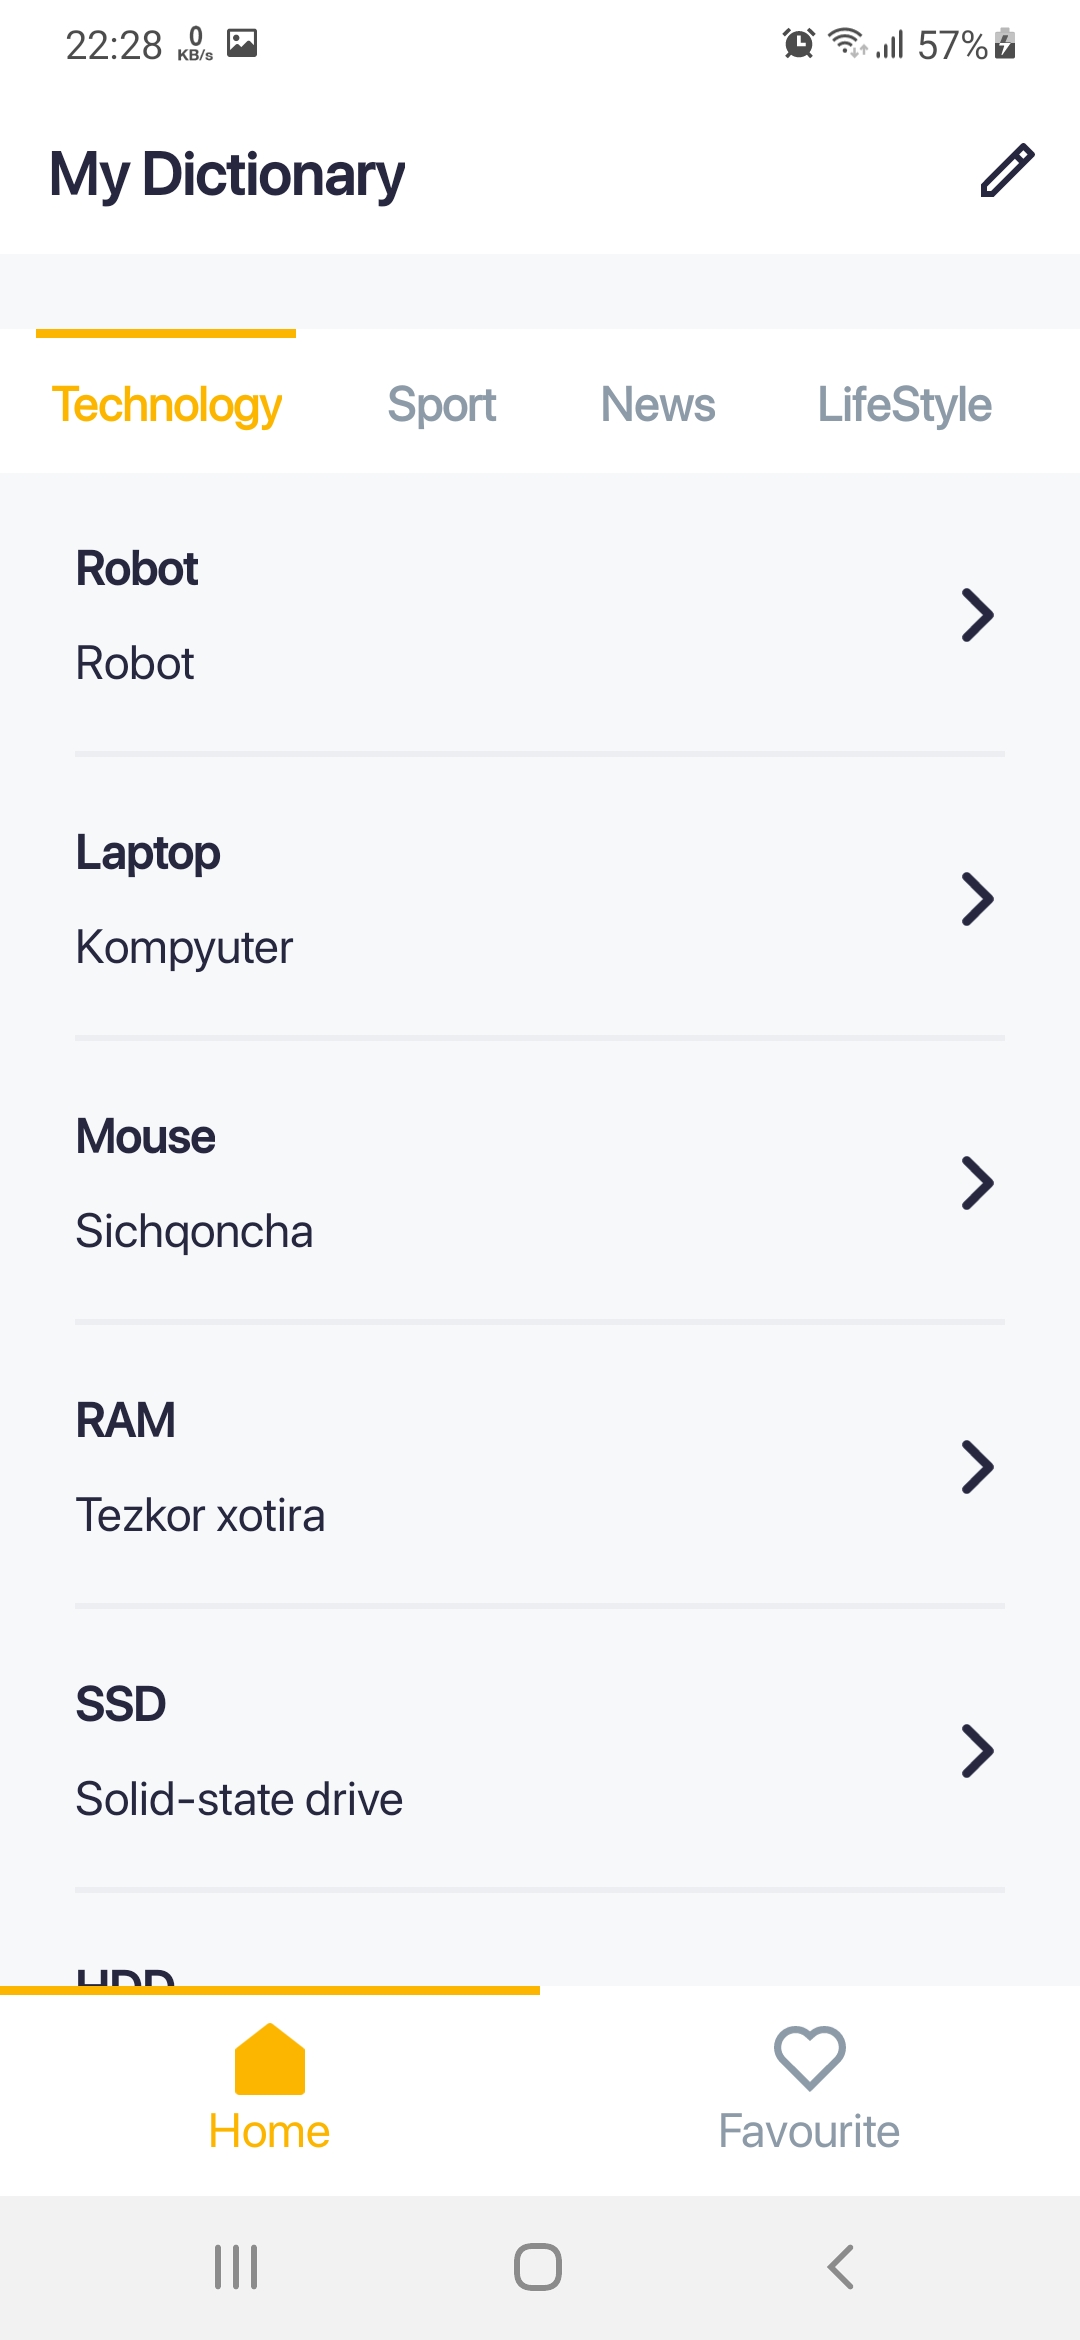 22:28 0 KB/s 57%
My Dictionary
Technology Sport News LifeStyle
Robot
Robot
Laptop
Kompyuter
Mouse
Sichqoncha
RAM
Tezkor xotira
SSD
Solid-state drive
HDD
Home Favourite